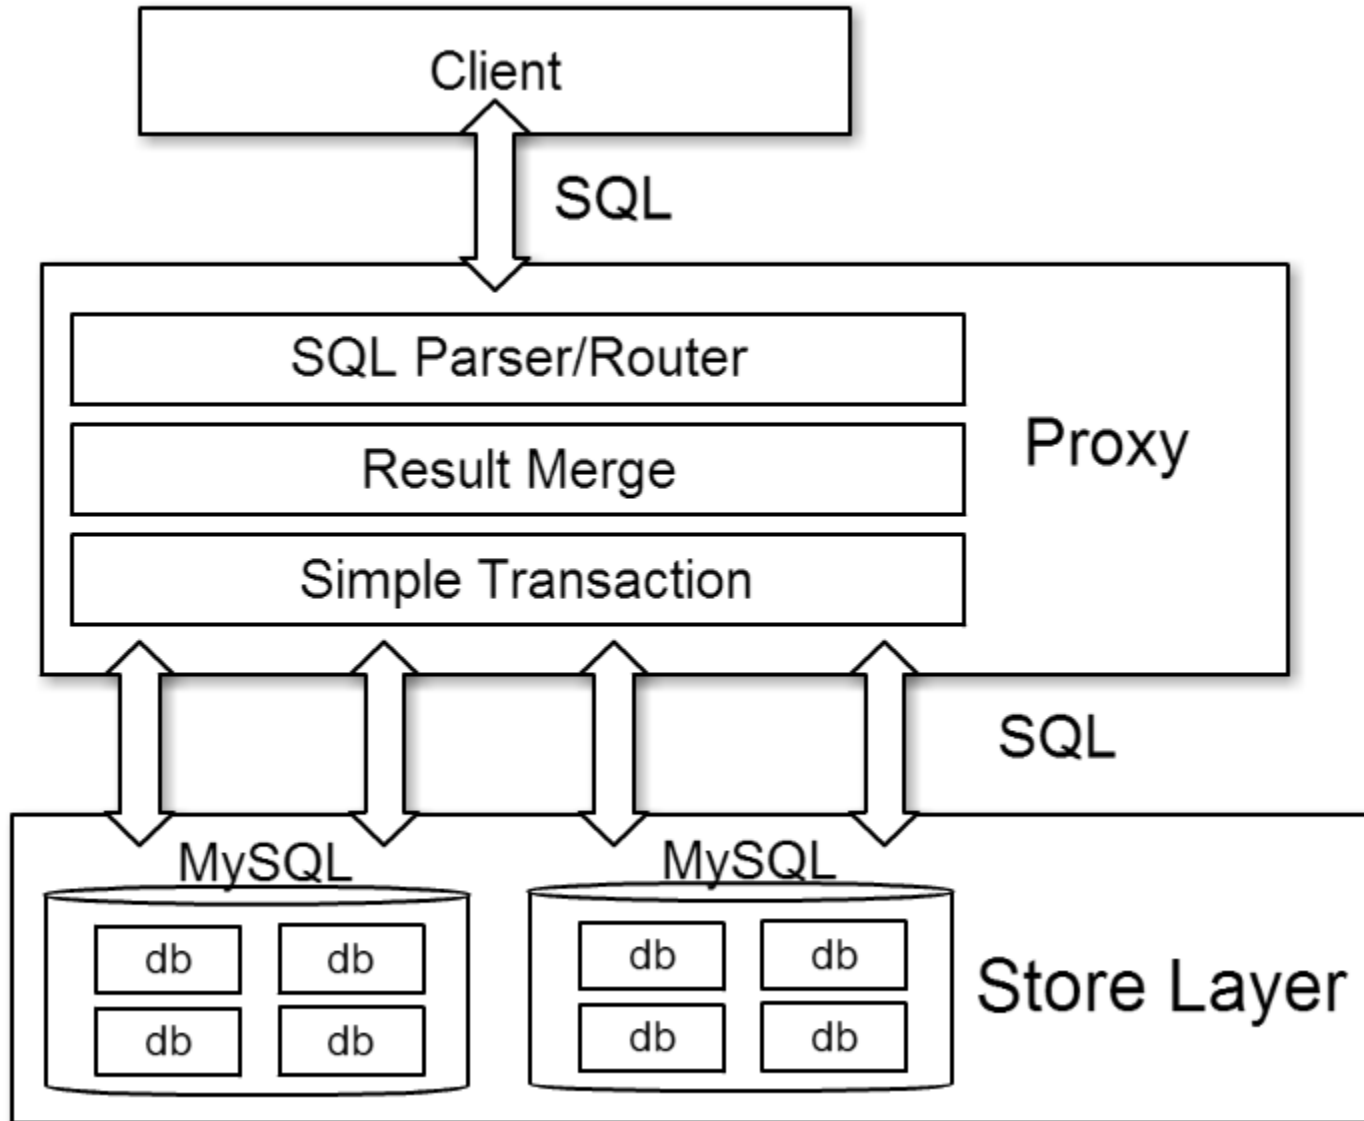 Client
SQL
SQL Parser/Router
Result Merge
Proxy
Simple Transaction
SQL
MySQL MySQL
db db db db
Store Layer
db db db db